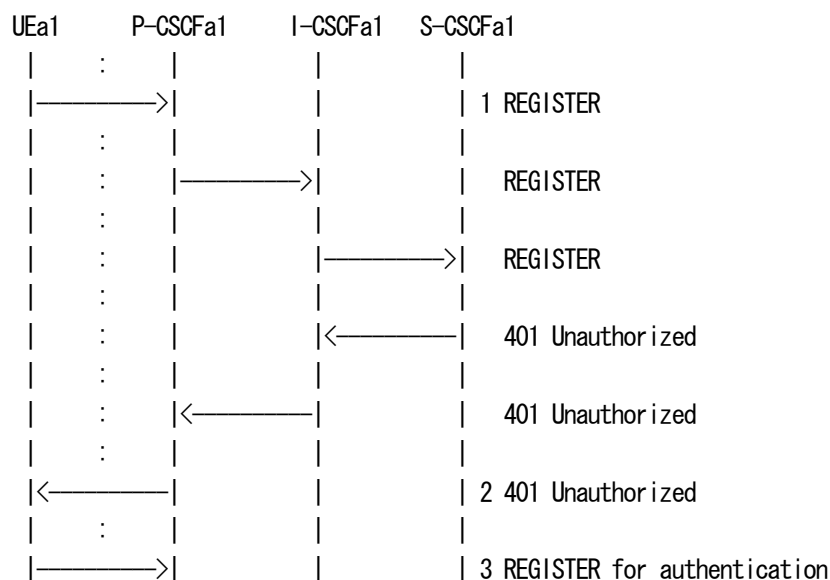 UEa1 P-CSCFa1 I-CSCFa1 S-CSCFa1
1 REGISTER
REGISTER
REGISTER
401 Unauthorized
401 Unauthorized
2 401 Unauthorized
3 REGISTER for authentication